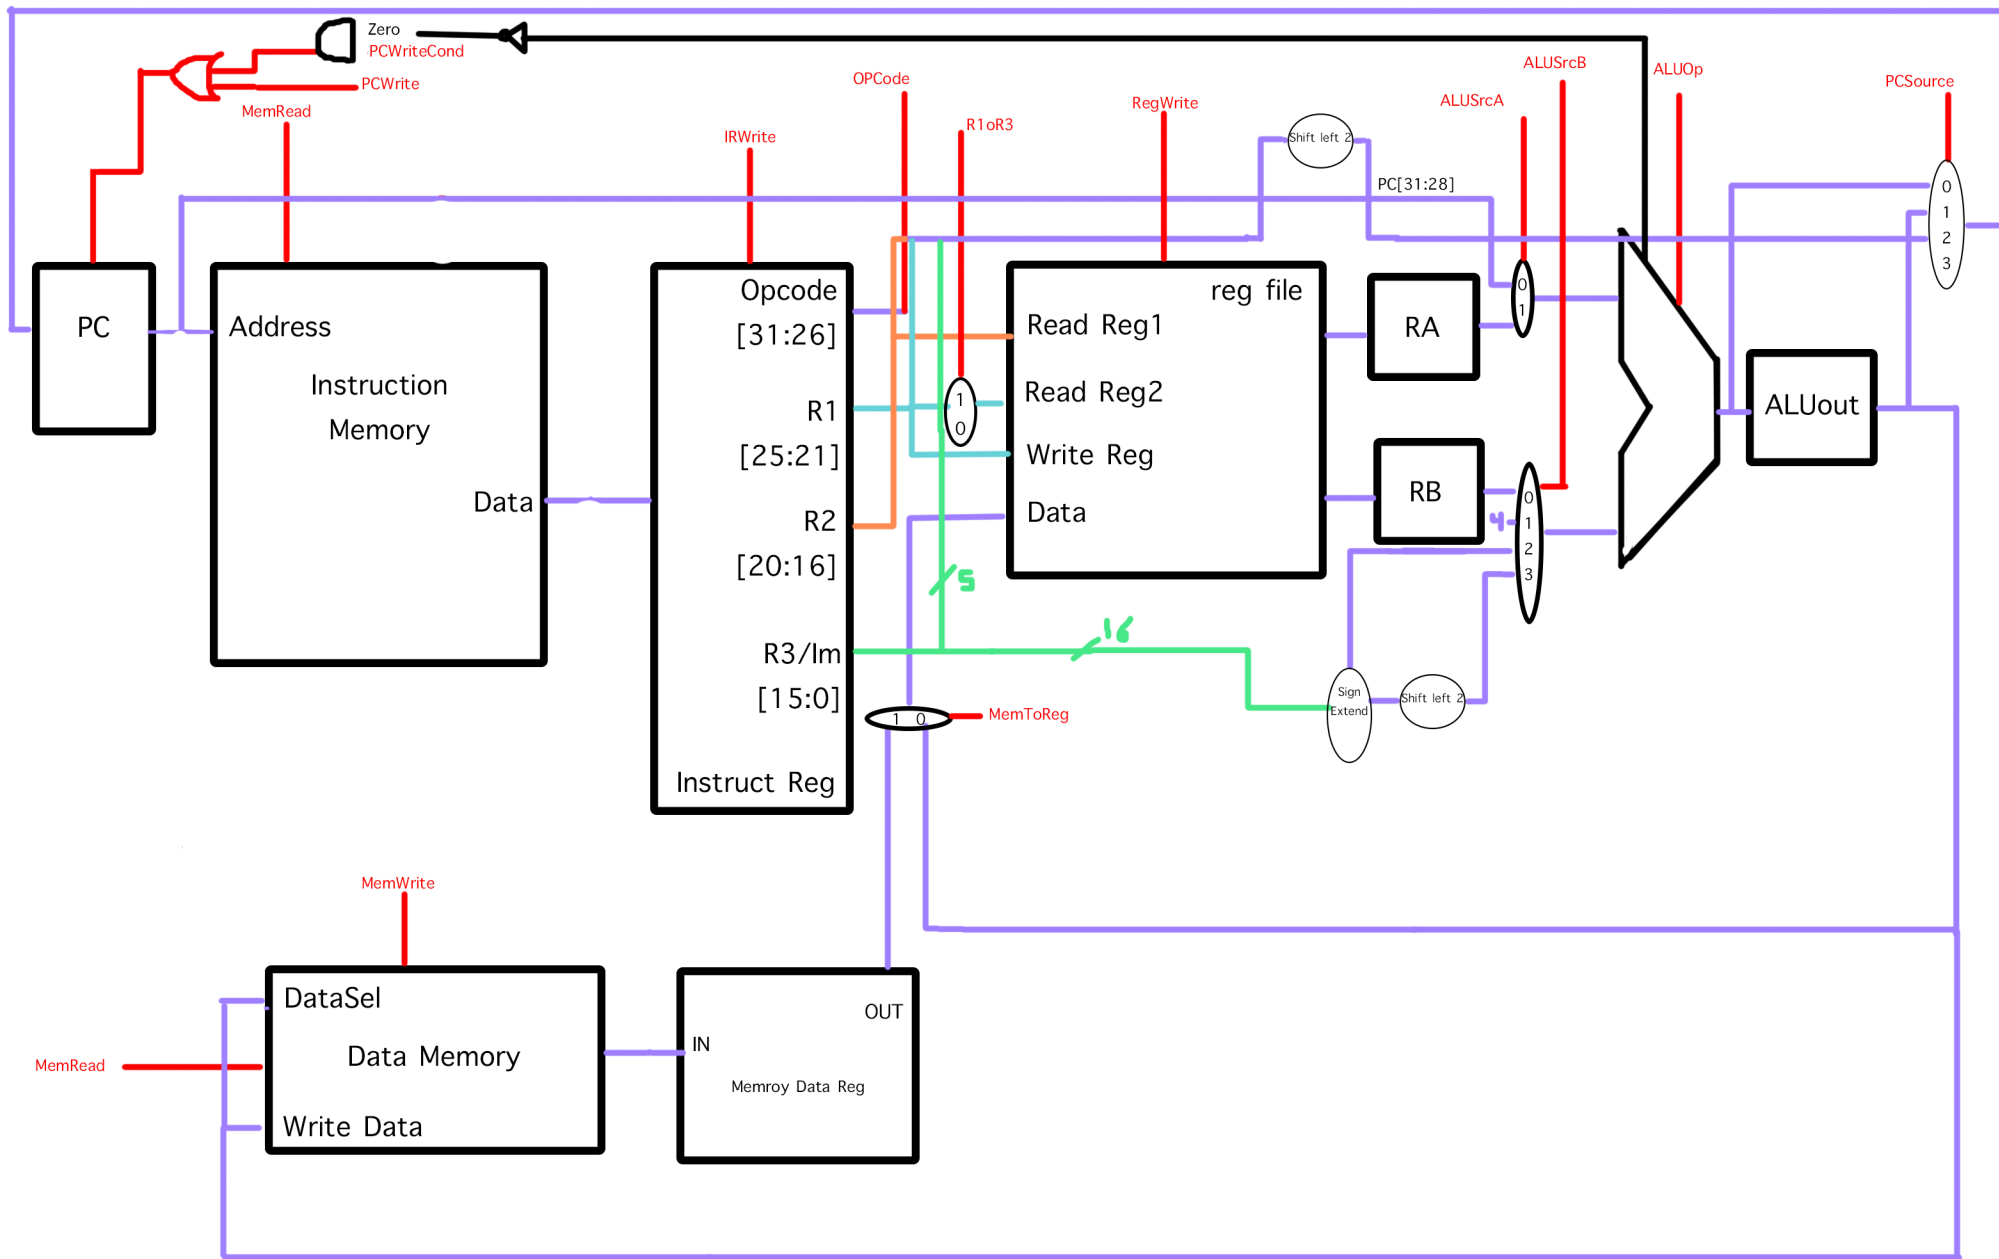 Zero
PCWriteCond
PCWrite
MemRead
IRWrite
OPCode
R1oR3
RegWrite
Shift left 2
PC[31:28]
ALUSrcA
ALUSrcB
ALUOp
PCSource
0
1
2
3
PC
Address
Instruction
Memory
Data
Opcode
[31:26]
R1
[25:21]
R2
[20:16]
R3/Im
[15:0]
Instruct Reg
1
0
reg file
Read Reg1
Read Reg2
Write Reg
Data
5
16
1 0
MemToReg
RA
RB
0
1
4
0
1
2
3
Sign
Extend
Shift left 2
ALUout
MemWrite
MemRead
DataSel
Data Memory
Write Data
IN
OUT
Memroy Data Reg